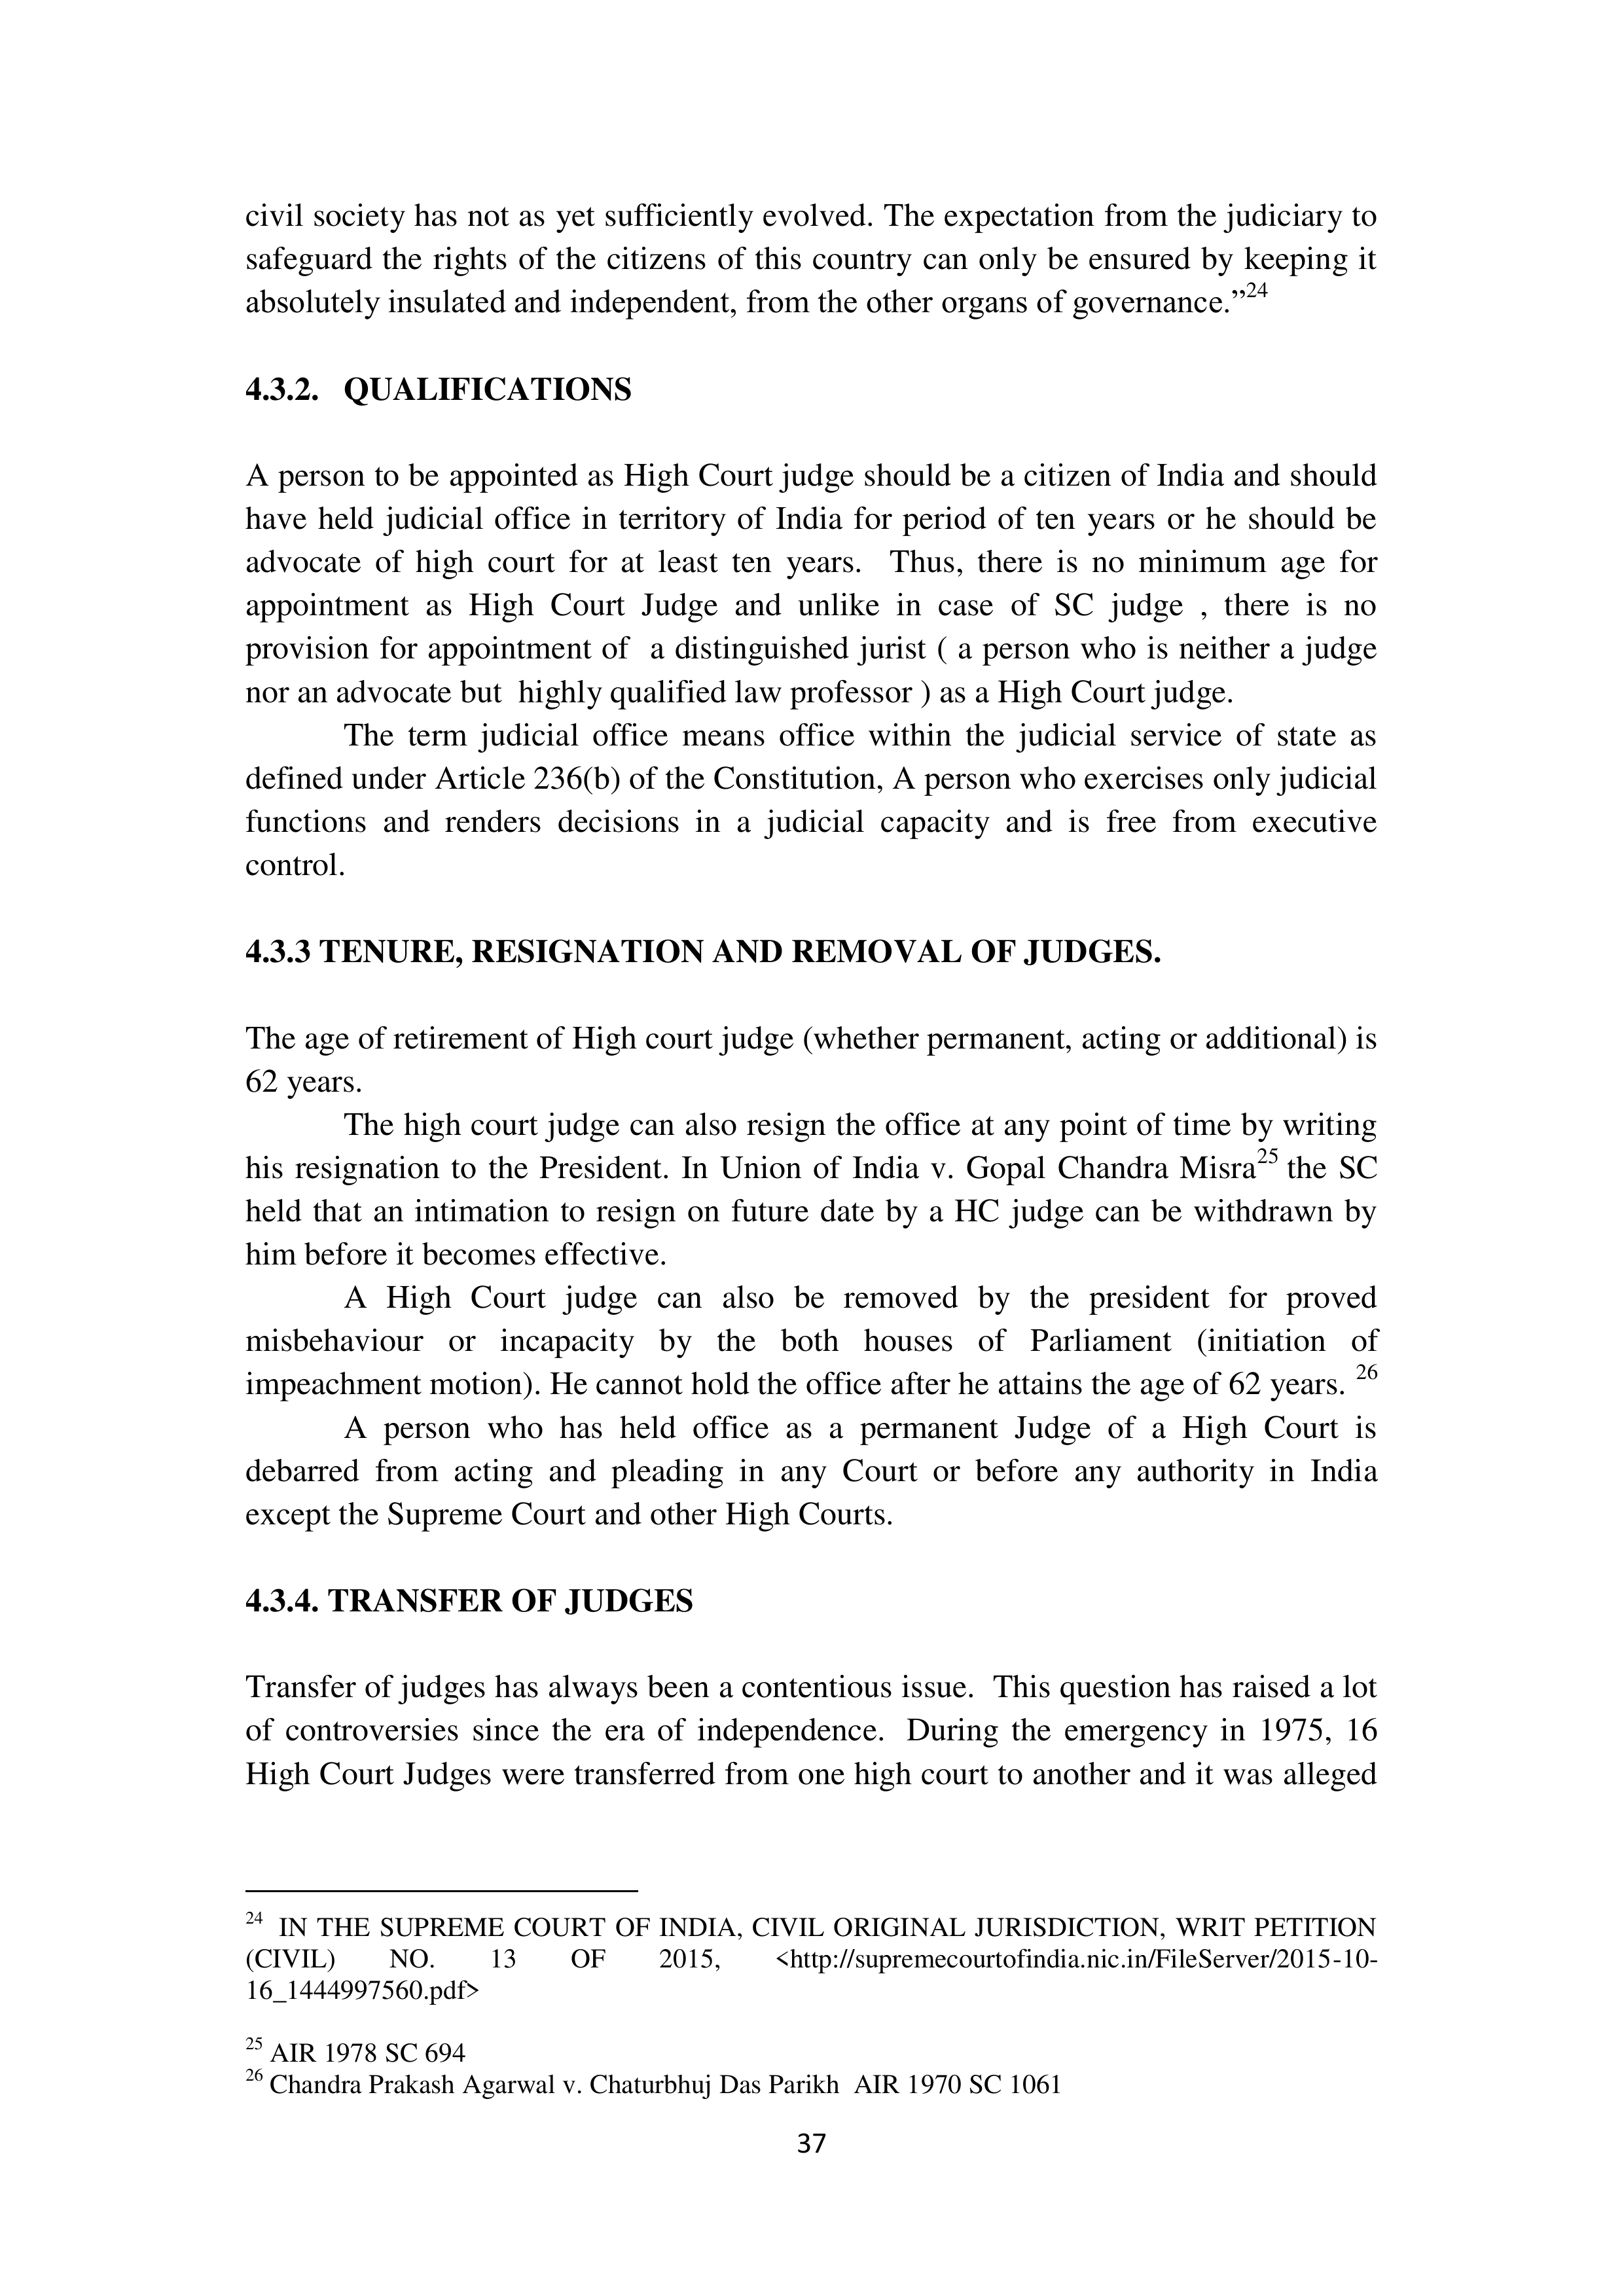 civil society has not as yet sufficiently evolved. The expectation from the judiciary to
safeguard the rights of the citizens of this country can only be ensured by keeping it
absolutely insulated and independent, from the other organs of governance.”24
4.3.2. QUALIFICATIONS
A person to be appointed as High Court judge should be a citizen of India and should
have held judicial office in territory of India for period of ten years or he should be
advocate of high court for at least ten years. Thus, there is no minimum age for
appointment as High Court Judge and unlike in case of SC judge , there is no
provision for appointment of a distinguished jurist ( a person who is neither a judge
nor an advocate but highly qualified law professor ) as a High Court judge.
The term judicial office means office within the judicial service of state as
defined under Article 236(b) of the Constitution, A person who exercises only judicial
functions and renders decisions in a judicial capacity and is free from executive
control.
4.3.3 TENURE, RESIGNATION AND REMOVAL OF JUDGES.
The age of retirement of High court judge (whether permanent, acting or additional) is
62 years.
The high court judge can also resign the office at any point of time by writing
his resignation to the President. In Union of India v. Gopal Chandra Misra25 the SC
held that an intimation to resign on future date by a HC judge can be withdrawn by
him before it becomes effective.
A High Court judge can also be removed by the president for proved
misbehaviour or incapacity by the both houses of Parliament (initiation of
impeachment motion). He cannot hold the office after he attains the age of 62 years. 26
A person who has held office as a permanent Judge of a High Court is
debarred from acting and pleading in any Court or before any authority in India
except the Supreme Court and other High Courts.
4.3.4. TRANSFER OF JUDGES
Transfer of judges has always been a contentious issue. This question has raised a lot
of controversies since the era of independence. During the emergency in 1975, 16
High Court Judges were transferred from one high court to another and it was alleged
24 IN THE SUPREME COURT OF INDIA, CIVIL ORIGINAL JURISDICTION, WRIT PETITION
(CIVIL) NO. 13 OF 2015, <http://supremecourtofindia.nic.in/FileServer/2015-10-
16_1444997560.pdf>
25 AIR 1978 SC 694
26 Chandra Prakash Agarwal v. Chaturbhuj Das Parikh AIR 1970 SC 1061
37